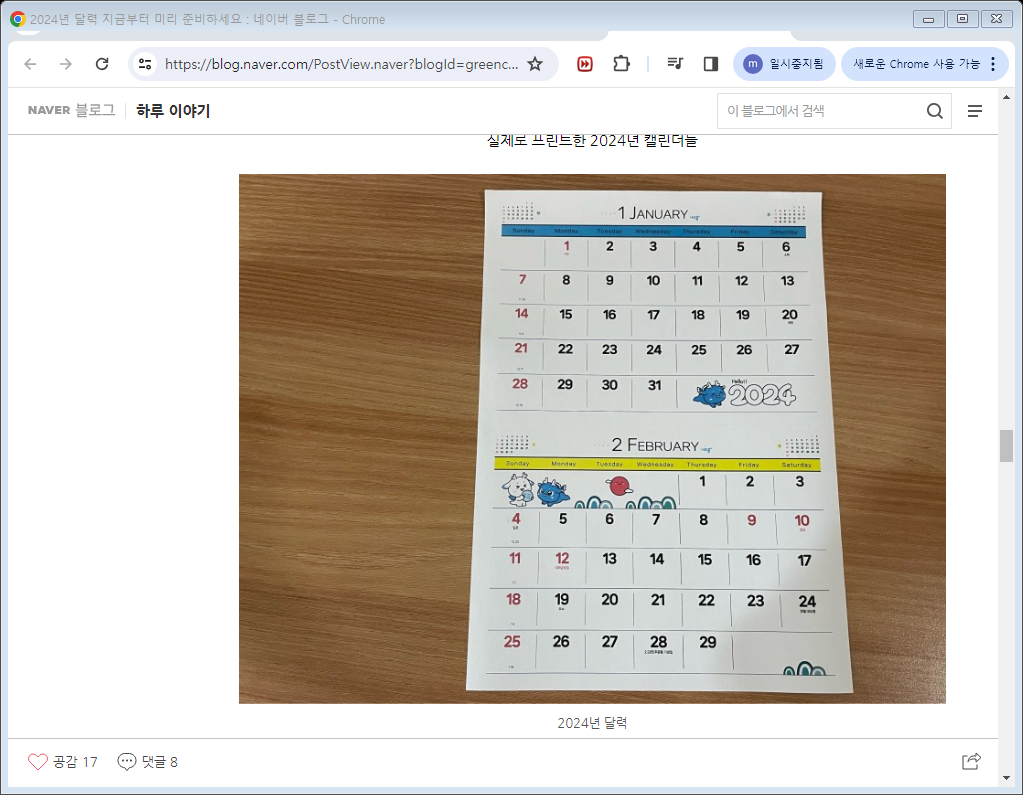 2024년 달력 지금부터 미리 준비하세요 : 네이버 블로그 - Chrome
https://blog.naver.com/PostView.naver?blogId=greenc...
m 일시중지됨
새로운 Chrome 사용 가능
NAVER 블로그 하루 이야기
이 블로그에서 검색
실제로 프린트한 2024년 캘린더들
1 JANUARY
Sunday Monday Tuesday Wednesday Thursday Friday Saturday
1 2 3 4 5 6
7 8 9 10 11 12 13
14 15 16 17 18 19 20
21 22 23 24 25 26 27
28 29 30 31
Hello!!
2024
2 FEBRUARY
Sunday Monday Tuesday Wednesday Thursday Friday Saturday
1 2 3
4 5 6 7 8 9 10
11 12 13 14 15 16 17
18 19 20 21 22 23 24
25 26 27 28 29
2024년 달력
공감 17 댓글 8